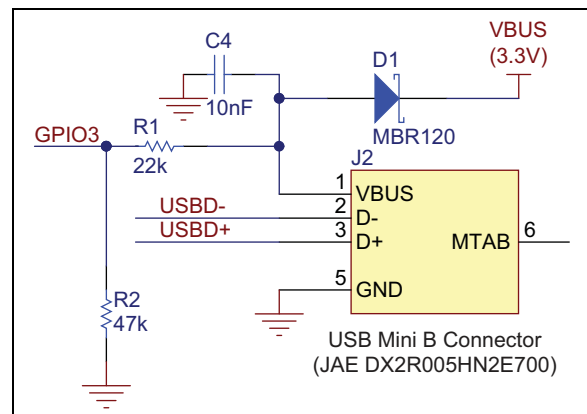 C4
10nF
D1
MBR120
VBUS
(3.3V)
GPIO3
R1
22k
J2
1
VBUS
USBD-
2
D-
USBD+
3
D+
MTAB
6
5
GND
R2
47k
USB Mini B Connector
(JAE DX2R005HN2E700)